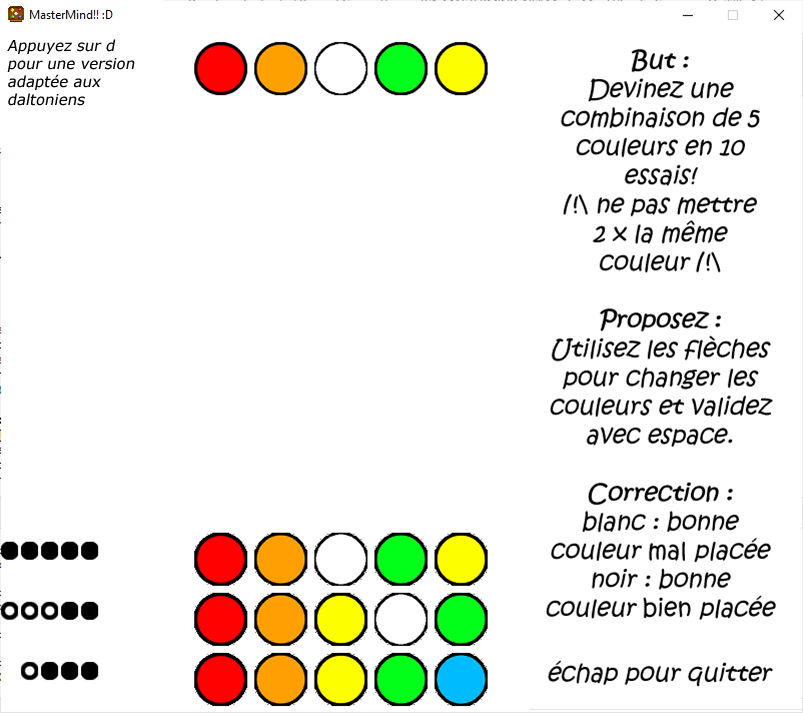 MasterMind!! :D
Appuyez sur d
pour une version
adaptée aux
daltoniens
But :
Devinez une
combinaison de 5
couleurs en 10
essais!
/!\ ne pas mettre
2 x la même
couleur /!\
Proposez :
Utilisez les flèches
pour changer les
couleurs et validez
avec espace.
Correction :
blanc : bonne
couleur mal placée
noir : bonne
couleur bien placée
échap pour quitter